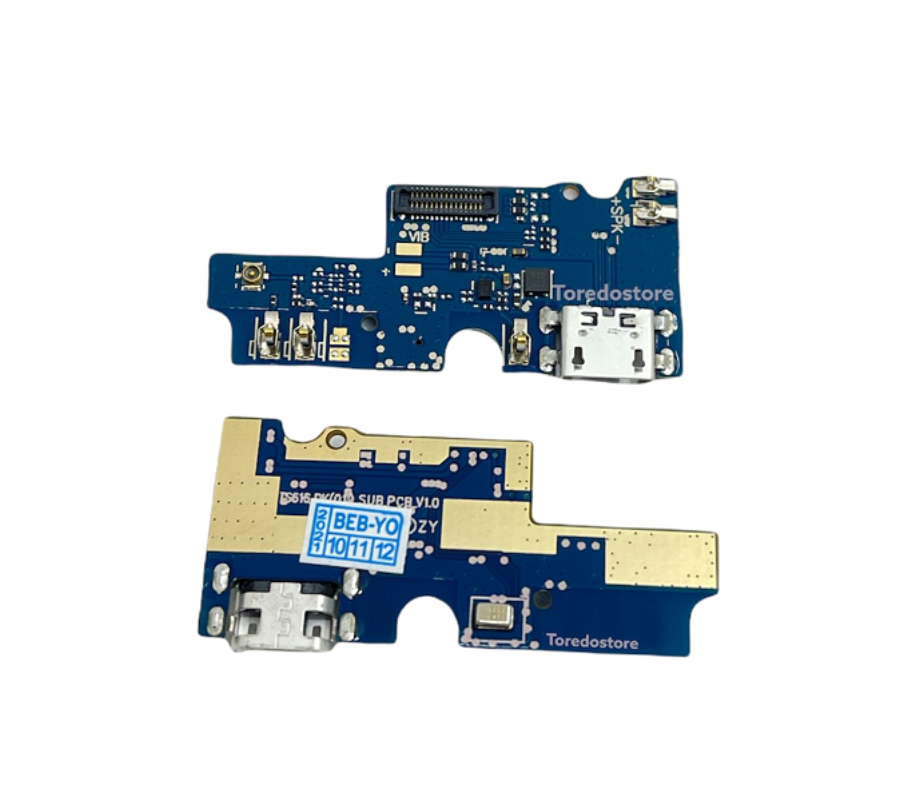 +SPK-
VIB
+
Toredostore
SUB PCB V1.0
ZY
2021
BEB-YO
10 11 12
Toredostore